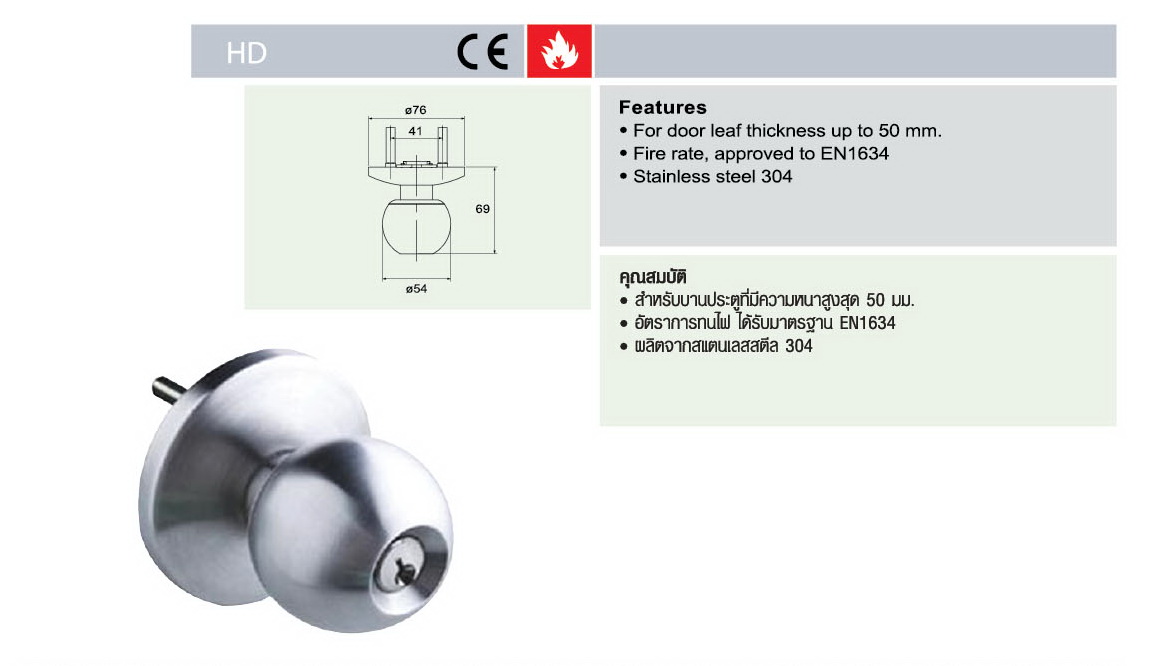 HD
CE
ø76
41
69
ø54
Features
• For door leaf thickness up to 50 mm.
• Fire rate, approved to EN1634
• Stainless steel 304
คุณสมบัติ
• สำหรับบานประตูที่มีความหนาสูงสุด 50 มม.
• อัตราการทนไฟ ได้รับมาตรฐาน EN1634
• ผลิตจากสแตนเลสสตีล 304